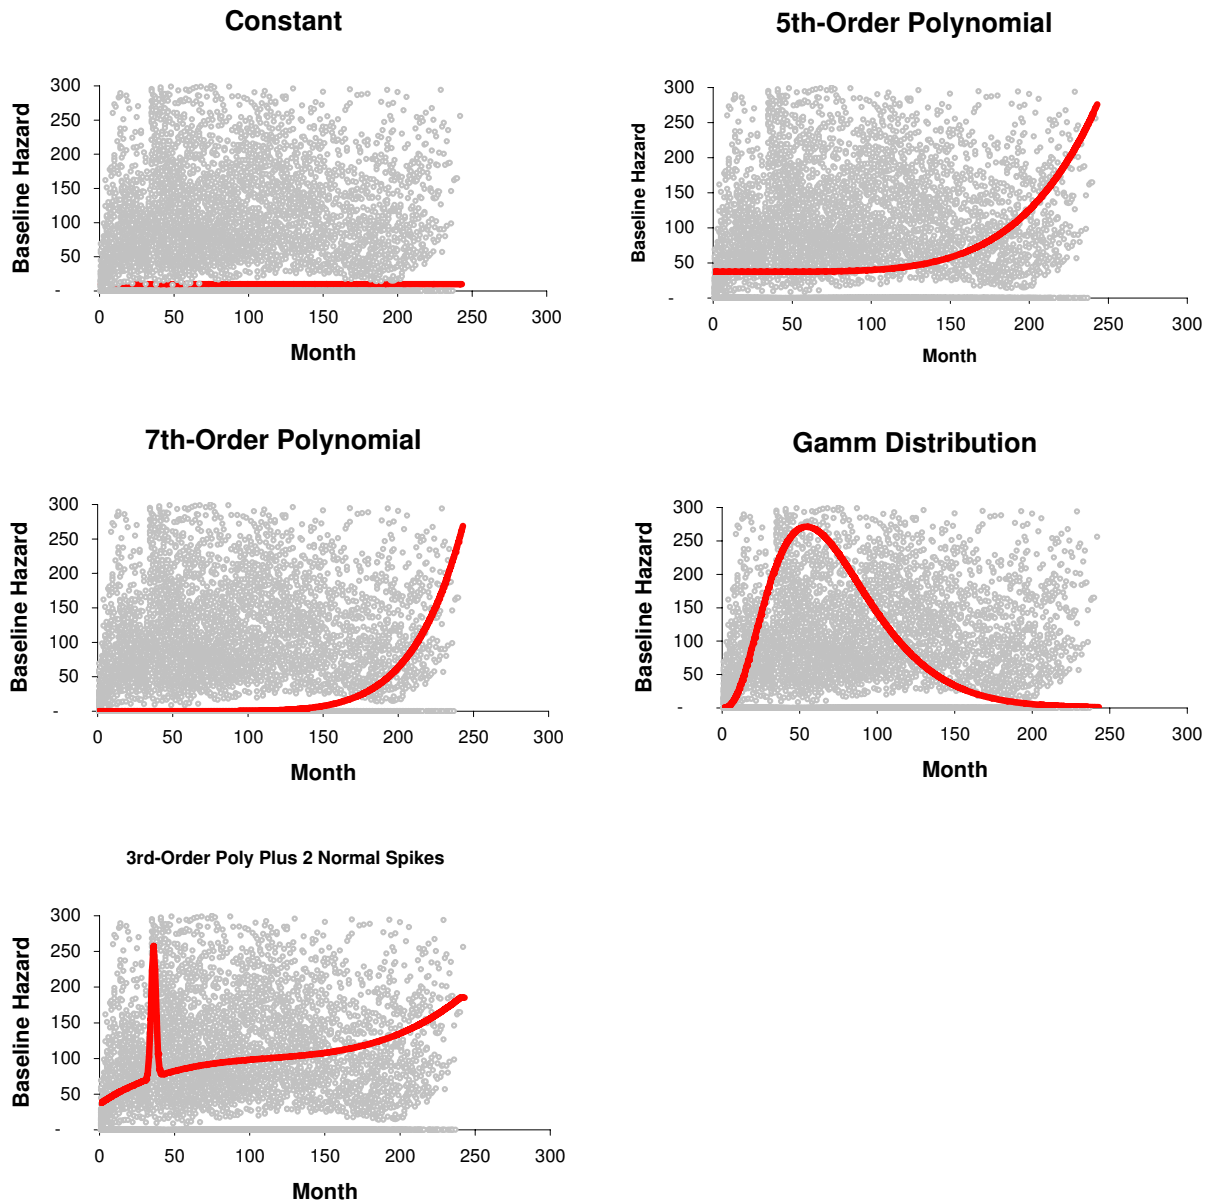 Constant
300
250
200
150
100
50
-
Baseline Hazard
0 50 100 150 200 250 300
Month
5th-Order Polynomial
300
250
200
150
100
50
-
Baseline Hazard
0 50 100 150 200 250 300
Month
7th-Order Polynomial
300
250
200
150
100
50
-
Baseline Hazard
0 50 100 150 200 250 300
Month
Gamm Distribution
300
250
200
150
100
50
-
Baseline Hazard
0 50 100 150 200 250 300
Month
3rd-Order Poly Plus 2 Normal Spikes
300
250
200
150
100
50
-
Baseline Hazard
0 50 100 150 200 250 300
Month